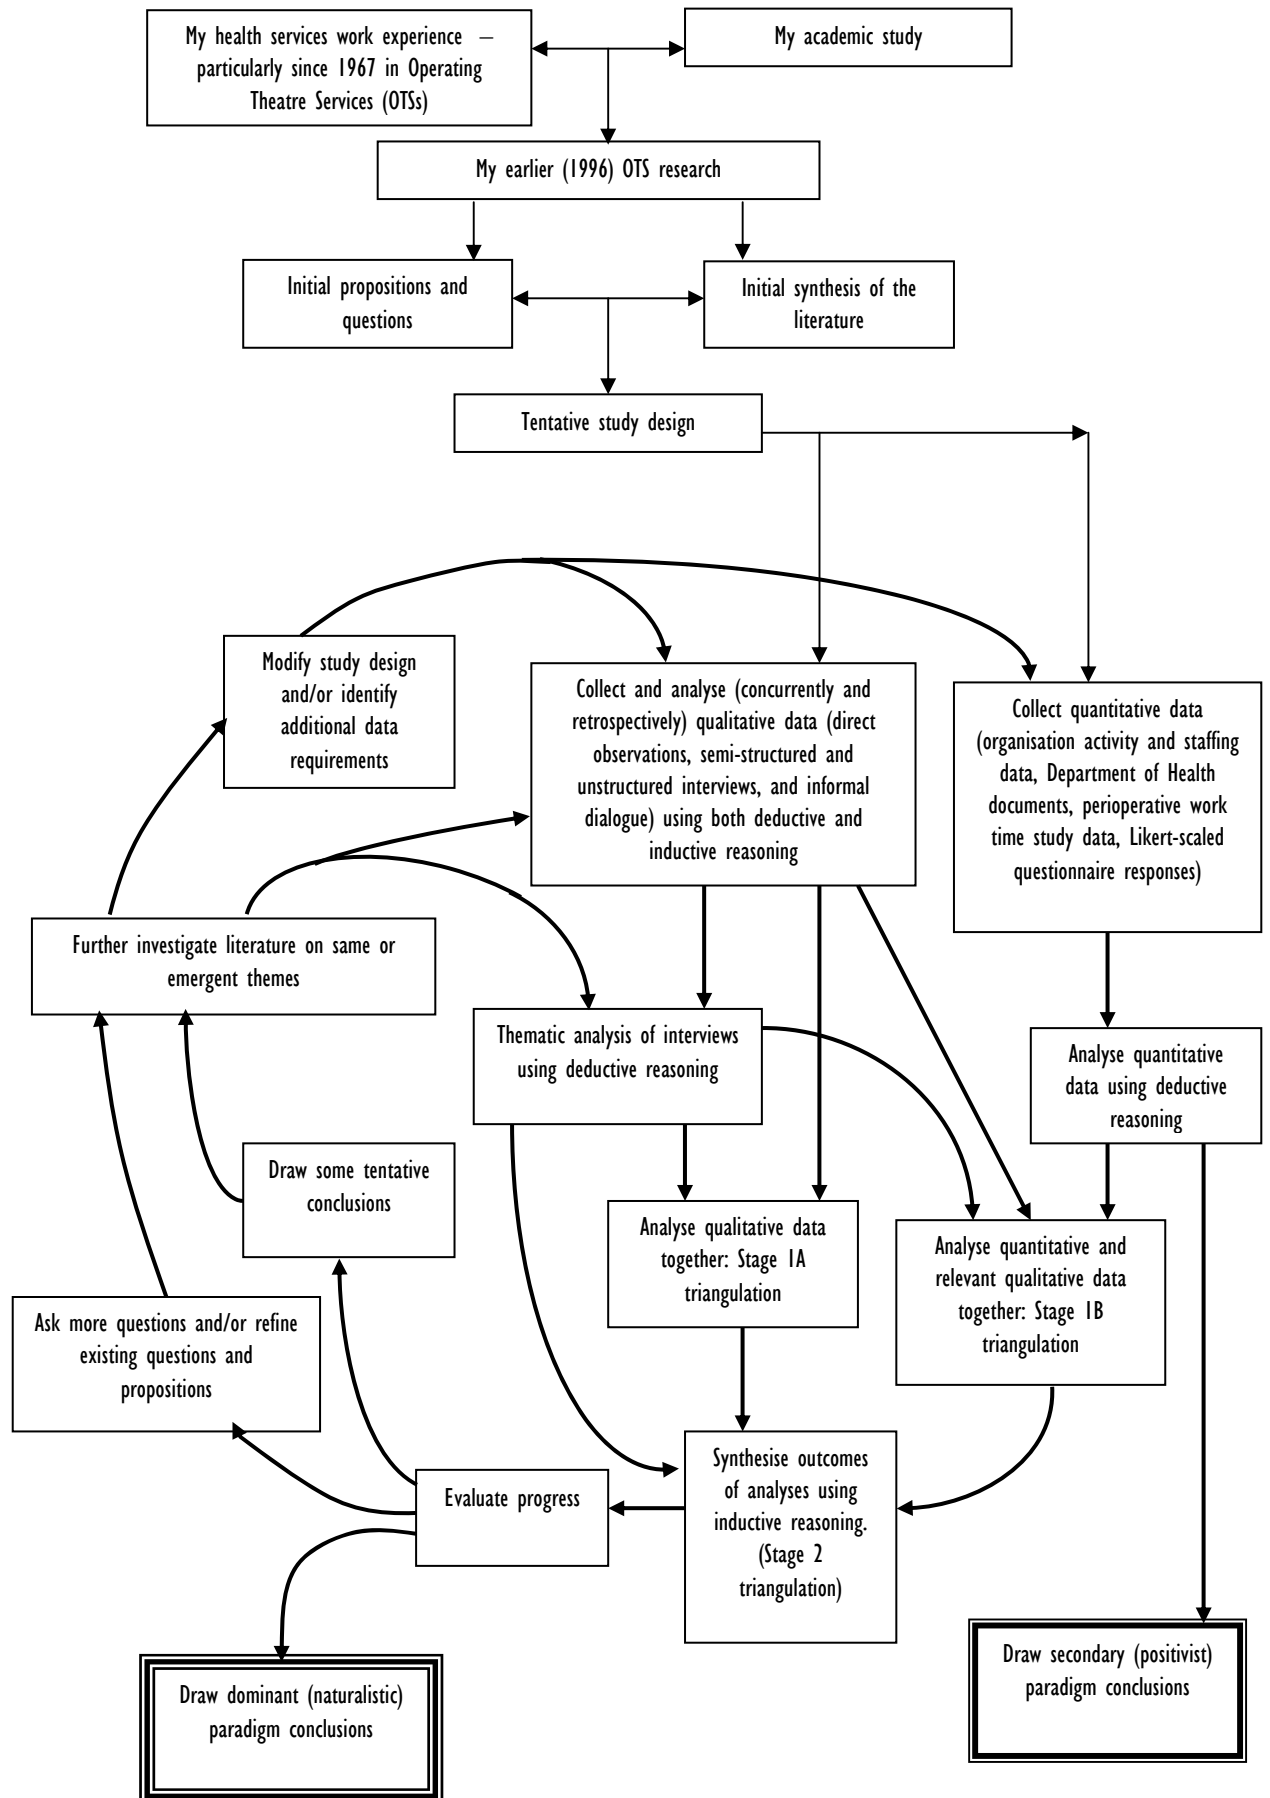 My health services work experience –
particularly since 1967 in Operating
Theatre Services (OTSs)
My academic study
My earlier (1996) OTS research
Initial propositions and
questions
Initial synthesis of the
literature
Tentative study design
Modify study design
and/or identify
additional data
requirements
Collect and analyse (concurrently and
retrospectively) qualitative data (direct
observations, semi-structured and
unstructured interviews, and informal
dialogue) using both deductive and
inductive reasoning
Collect quantitative data
(organisation activity and staffing
data, Department of Health
documents, perioperative work
time study data, Likert-scaled
questionnaire responses)
Further investigate literature on same or
emergent themes
Thematic analysis of interviews
using deductive reasoning
Analyse quantitative
data using deductive
reasoning
Draw some tentative
conclusions
Analyse qualitative data
together: Stage 1A
triangulation
Analyse quantitative and
relevant qualitative data
together: Stage 1B
triangulation
Ask more questions and/or refine
existing questions and
propositions
Synthesise outcomes
of analyses using
inductive reasoning.
(Stage 2
triangulation)
Evaluate progress
Draw dominant (naturalistic)
paradigm conclusions
Draw secondary (positivist)
paradigm conclusions